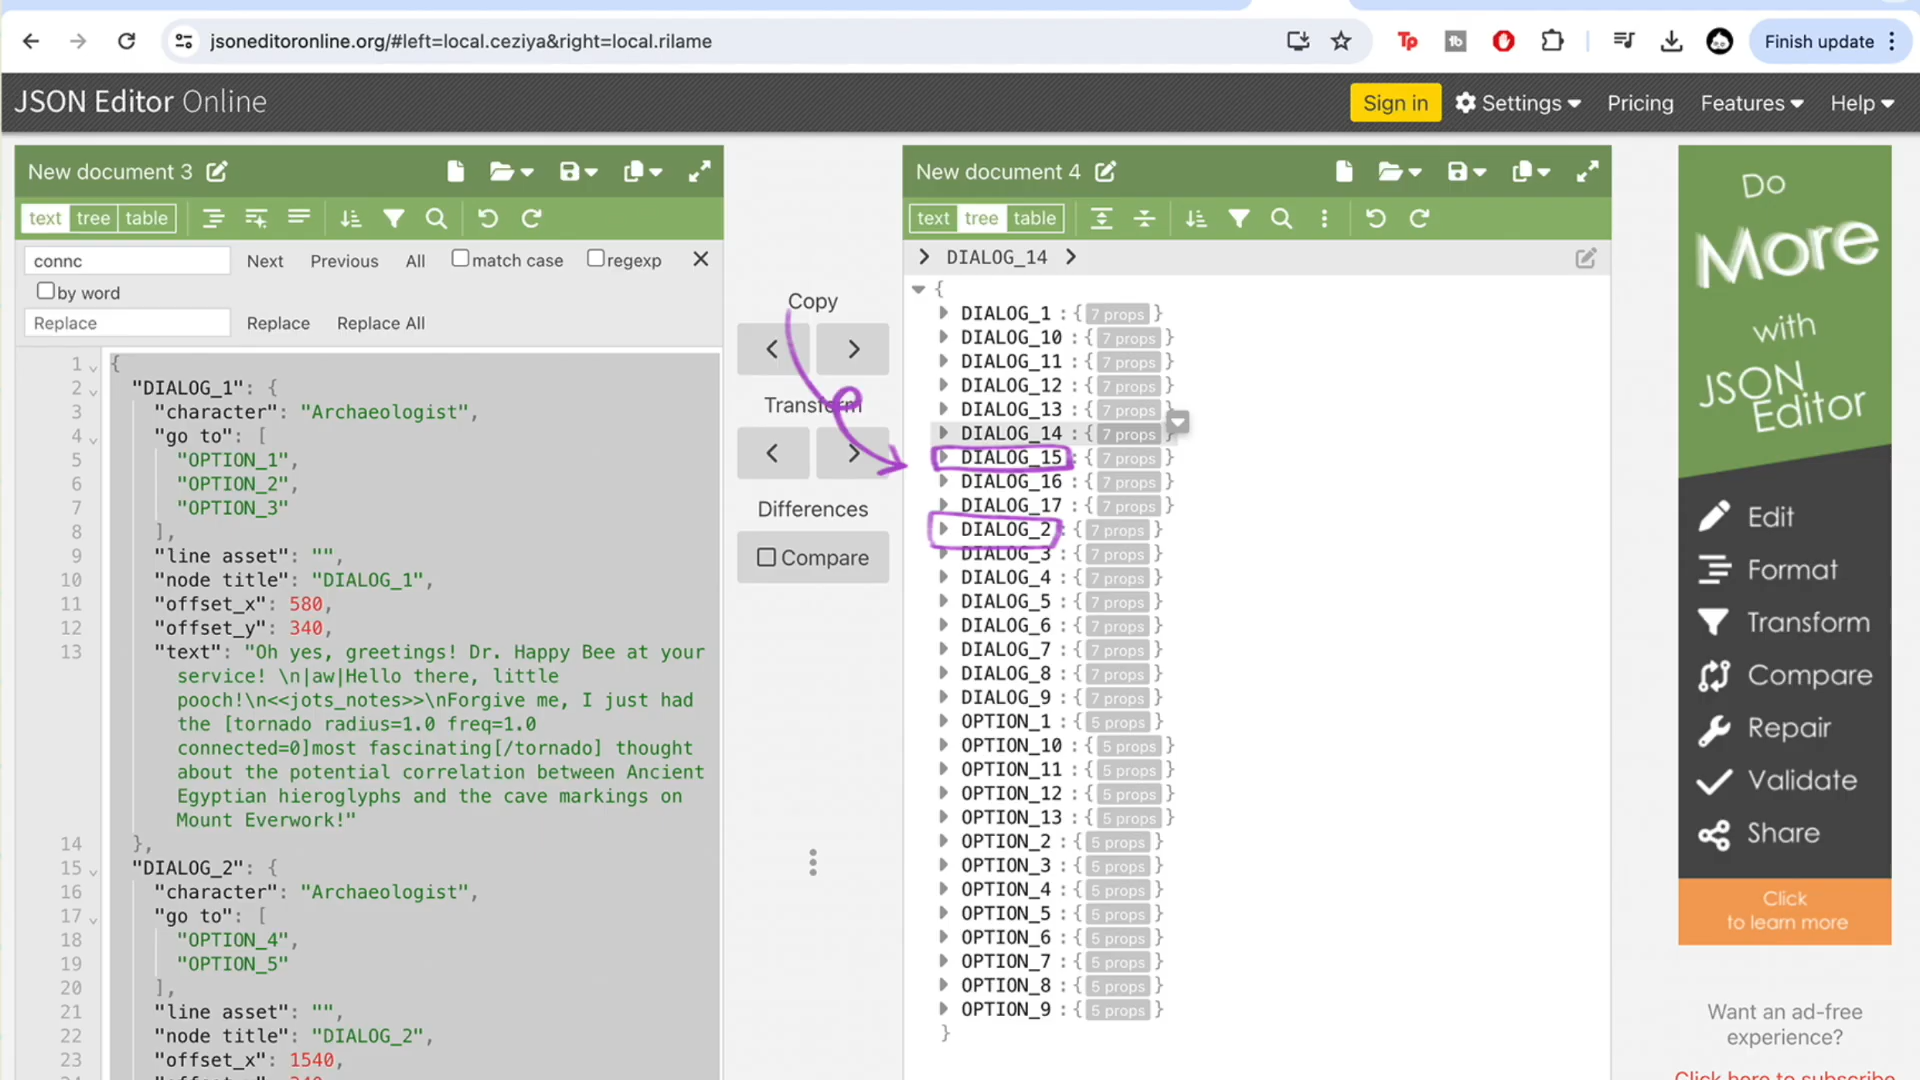 jsoneditoronline.org/#left=local.ceziya&right=local.rilame
Tp
tb
Finish update
JSON Editor Online
Sign in
Settings
Pricing
Features
Help
New document 3
text tree table
connc
Next Previous All match case regexp
by word
Replace Replace Replace All
1 {
2 "DIALOG_1": {
3 "character": "Archaeologist",
4 "go to": [
5 "OPTION_1",
6 "OPTION_2",
7 "OPTION_3"
8 ],
9 "line asset": "",
10 "node title": "DIALOG_1",
11 "offset_x": 580,
12 "offset_y": 340,
13 "text": "Oh yes, greetings! Dr. Happy Bee at your
service! \n|aw|Hello there, little
pooch!\n<<jots_notes>>\nForgive me, I just had
the [tornado radius=1.0 freq=1.0
connected=0]most fascinating[/tornado] thought
about the potential correlation between Ancient
Egyptian hieroglyphs and the cave markings on
Mount Everwork!"
14 },
15 "DIALOG_2": {
16 "character": "Archaeologist",
17 "go to": [
18 "OPTION_4",
19 "OPTION_5"
20 ],
21 "line asset": "",
22 "node title": "DIALOG_2",
23 "offset_x": 1540,
Copy
Transform
Differences
Compare
New document 4
text tree table
DIALOG_14
{
DIALOG_1 : { 7 props }
DIALOG_10 : { 7 props }
DIALOG_11 : { 7 props }
DIALOG_12 : { 7 props }
DIALOG_13 : { 7 props }
DIALOG_14 : { 7 props }
DIALOG_15 : { 7 props }
DIALOG_16 : { 7 props }
DIALOG_17 : { 7 props }
DIALOG_2 : { 7 props }
DIALOG_3 : { 7 props }
DIALOG_4 : { 7 props }
DIALOG_5 : { 7 props }
DIALOG_6 : { 7 props }
DIALOG_7 : { 7 props }
DIALOG_8 : { 7 props }
DIALOG_9 : { 7 props }
OPTION_1 : { 5 props }
OPTION_10 : { 5 props }
OPTION_11 : { 5 props }
OPTION_12 : { 5 props }
OPTION_13 : { 5 props }
OPTION_2 : { 5 props }
OPTION_3 : { 5 props }
OPTION_4 : { 5 props }
OPTION_5 : { 5 props }
OPTION_6 : { 5 props }
OPTION_7 : { 5 props }
OPTION_8 : { 5 props }
OPTION_9 : { 5 props }
}
Do
More
with
JSON
Editor
Edit
Format
Transform
Compare
Repair
Validate
Share
Click
to learn more
Want an ad-free
experience?
Click here to subscribe